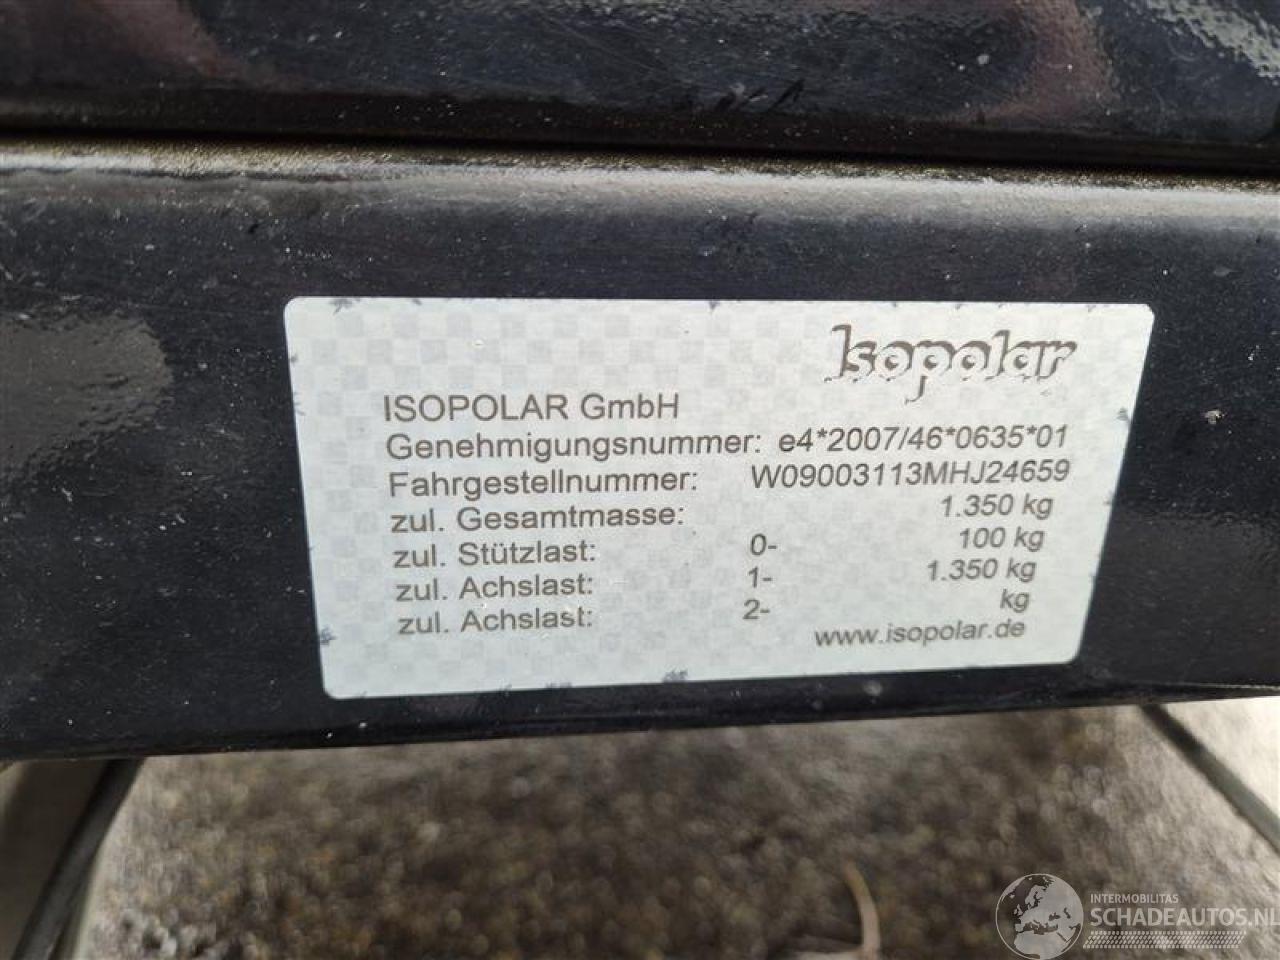 Isopolar
ISOPOLAR GmbH
Genehmigungsnummer: e4*2007/46*0635*01
Fahrgestellnummer: W09003113MHJ24659
zul. Gesamtmasse: 1.350 kg
zul. Stützlast: 0- 100 kg
zul. Achslast: 1- 1.350 kg
zul. Achslast: 2- kg
www.isopolar.de
INTERMOBILITAS
SCHADEAUTOS.NL